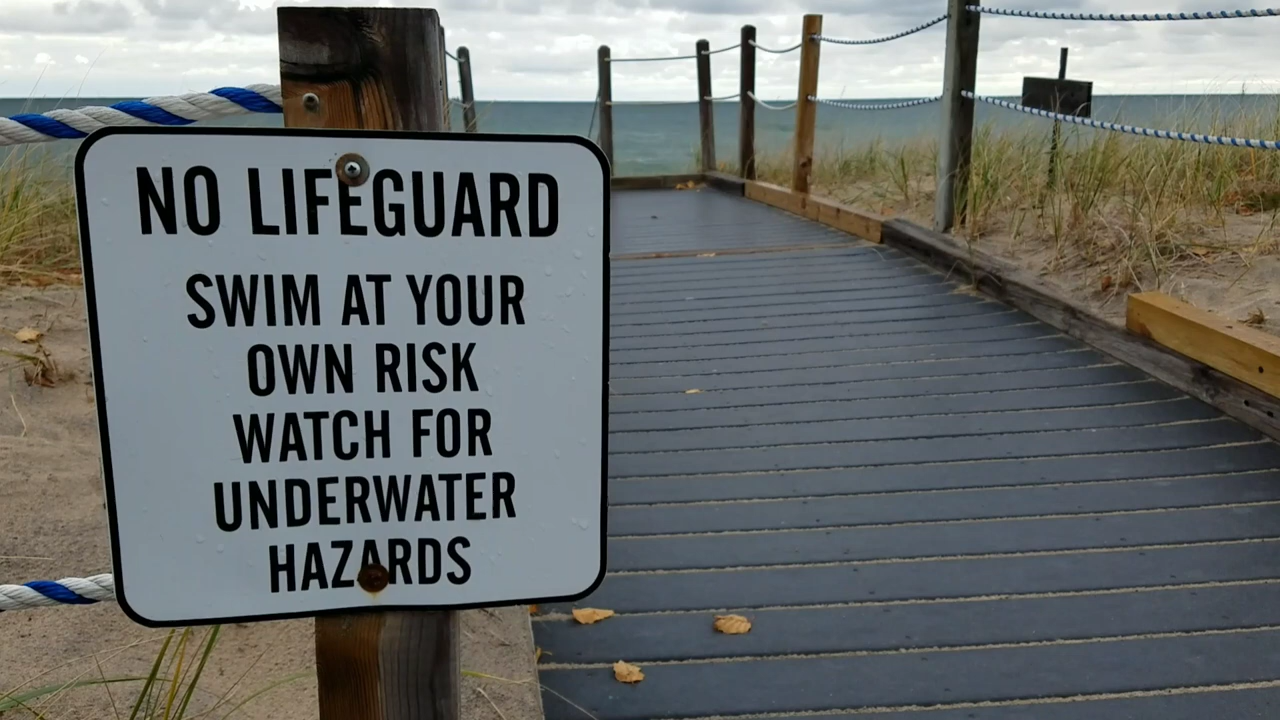 NO LIFEGUARD
SWIM AT YOUR
OWN RISK
WATCH FOR
UNDERWATER
HAZARDS